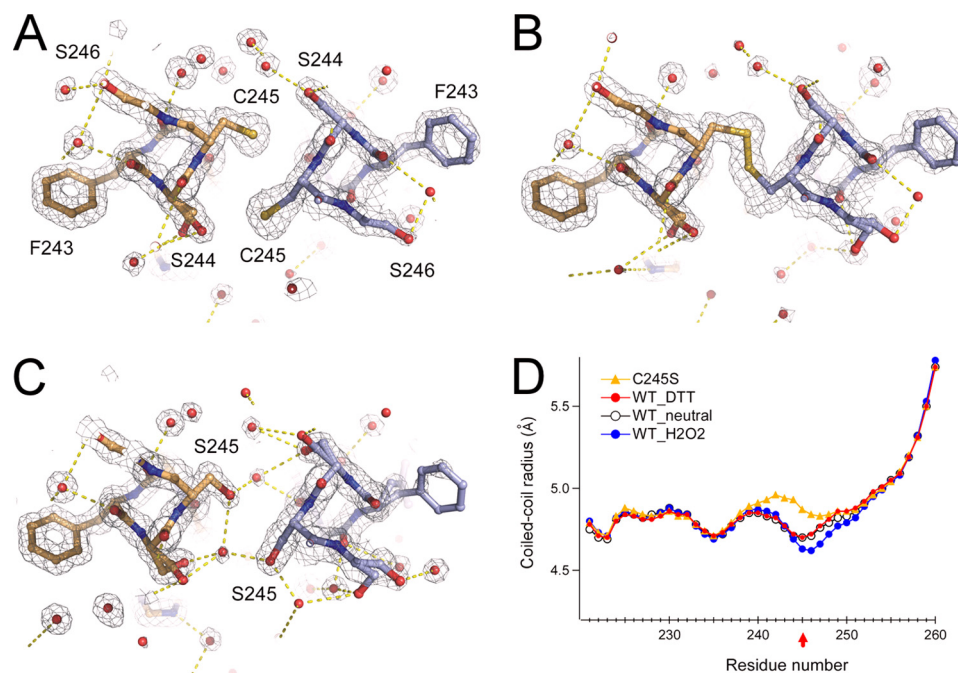 A
S246
S244
C245
F243
F243
S244
C245
S246
B
C
S245
S245
D
C245S
WT_DTT
WT_neutral
WT_H2O2
Coiled-coil radius (Å)
5.5
5.0
4.5
230
240
250
260
Residue number